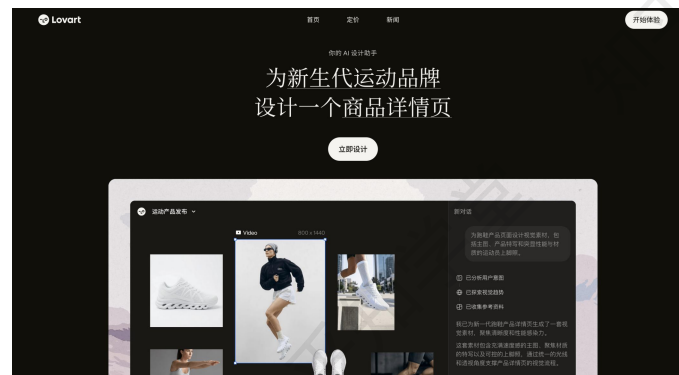 Lovart
首页 定价 新闻
开始体验
你的 AI 设计助手
为新生代运动品牌
设计一个商品详情页
立即设计
运动产品发布
Video 800 x 1440
新对话
为跑鞋产品页面设计视觉素材，包
括主图、产品特写和突显性能与材
质的运动员上脚照。
已分析用户意图
已探索视觉趋势
已收集参考资料
我已为新一代跑鞋产品详情页生成了一套视
觉素材，聚焦清晰度和性能感染力。
这套素材包含充满速度感的主图、聚焦材质
的特写以及可控的上脚照，通过统一的光线
和透视角度支撑产品详情页的视觉流程。